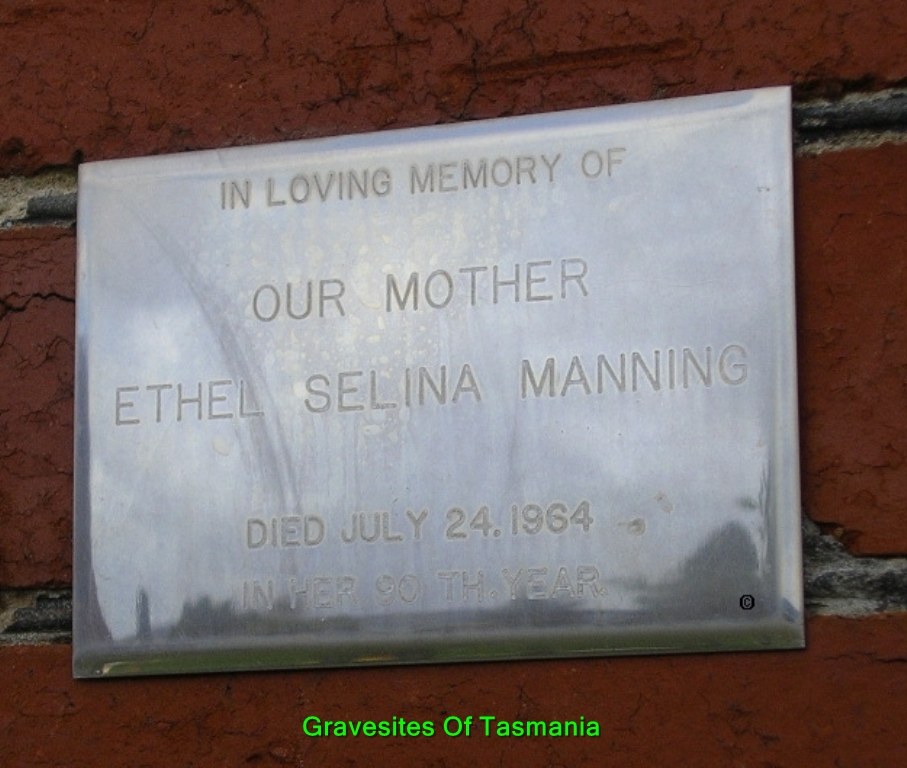 IN LOVING MEMORY OF
OUR MOTHER
ETHEL SELINA MANNING
DIED JULY 24. 1964
IN HER 90 TH. YEAR.
©
Gravesites Of Tasmania